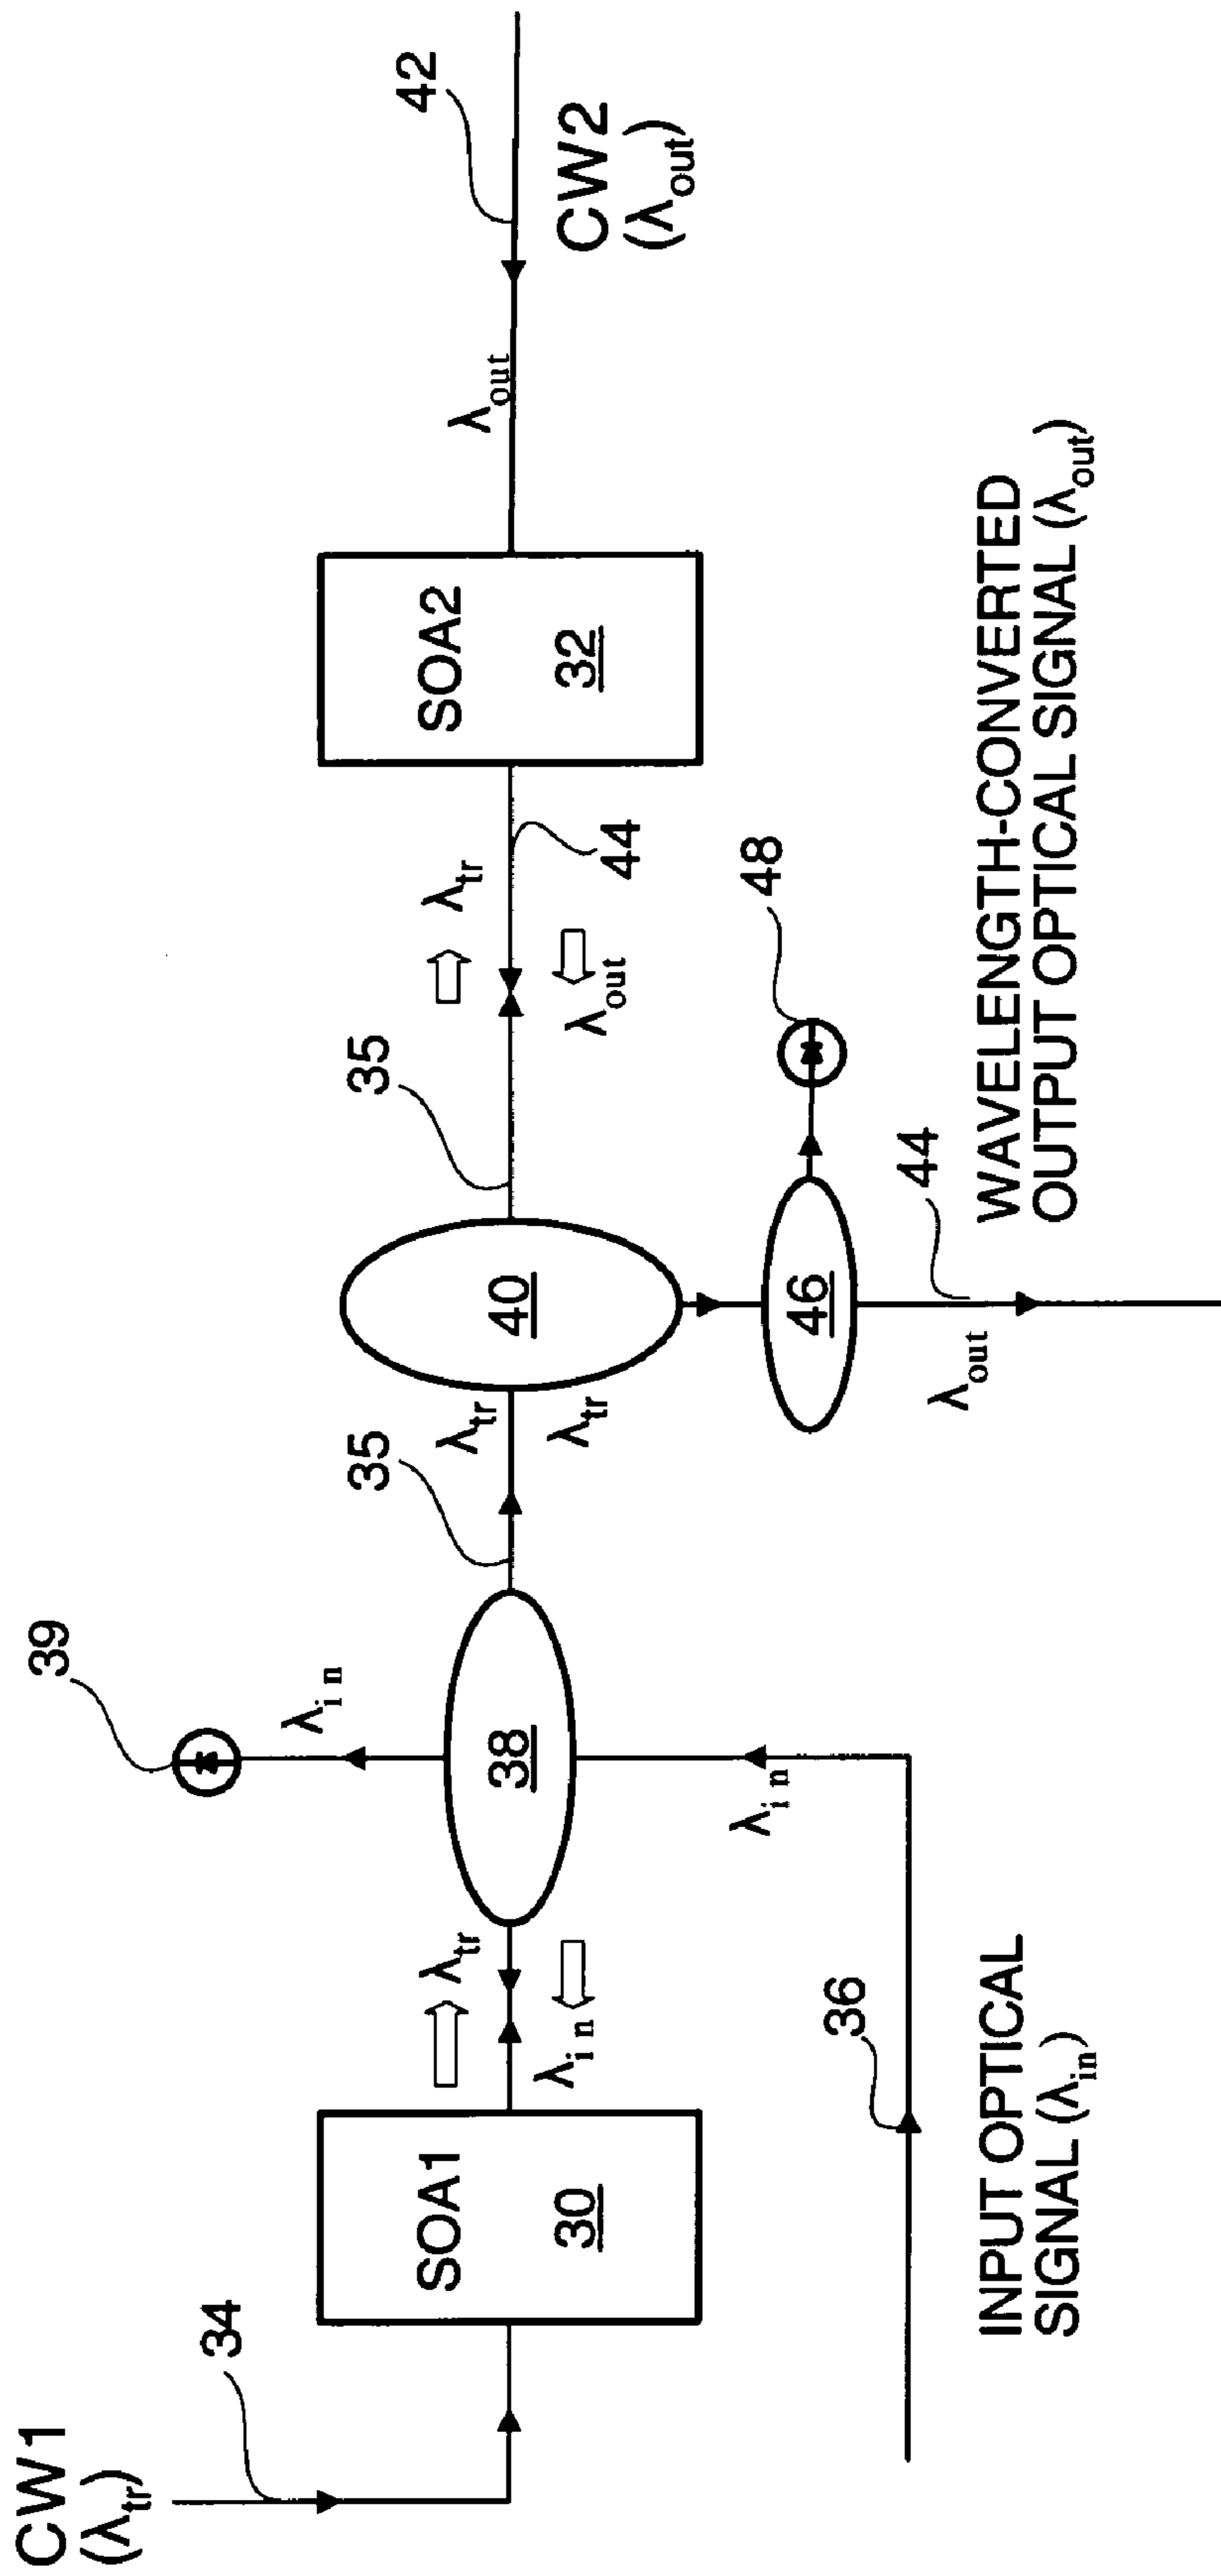 CW1
(λtr)
34
SOA1
30
λtr
λin
39
λin
38
λin
36
INPUT OPTICAL
SIGNAL (λin)
35
λtr
λtr
40
35
λtr
λout
44
SOA2
32
λout
42
CW2
(λout)
46
48
44
λout
WAVELENGTH-CONVERTED
OUTPUT OPTICAL SIGNAL (λout)